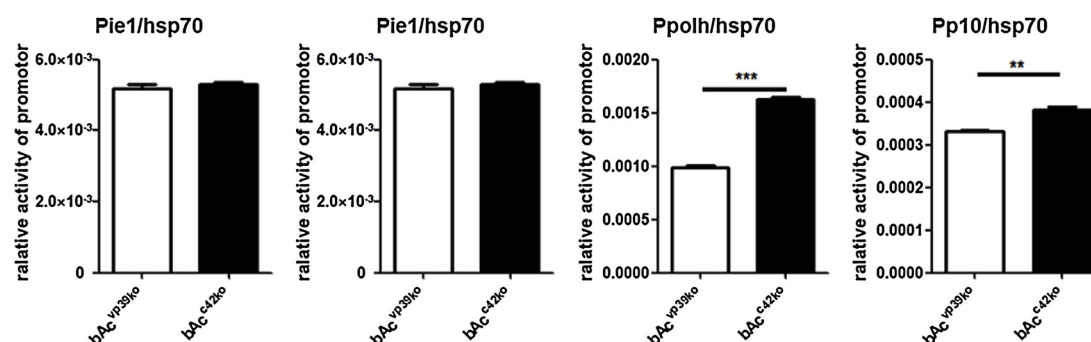 Pie1/hsp70
ralative activity of promotor
6.0×10-3
4.0×10-3
2.0×10-3
0
bAc vp39ko
bAc c42ko
Pie1/hsp70
ralative activity of promotor
6.0×10-3
4.0×10-3
2.0×10-3
0
bAc vp39ko
bAc c42ko
Ppolh/hsp70
ralative activity of promotor
0.0020
0.0015
0.0010
0.0005
0.0000
***
bAc vp39ko
bAc c42ko
Pp10/hsp70
ralative activity of promotor
0.0005
0.0004
0.0003
0.0002
0.0001
0.0000
**
bAc vp39ko
bAc c42ko